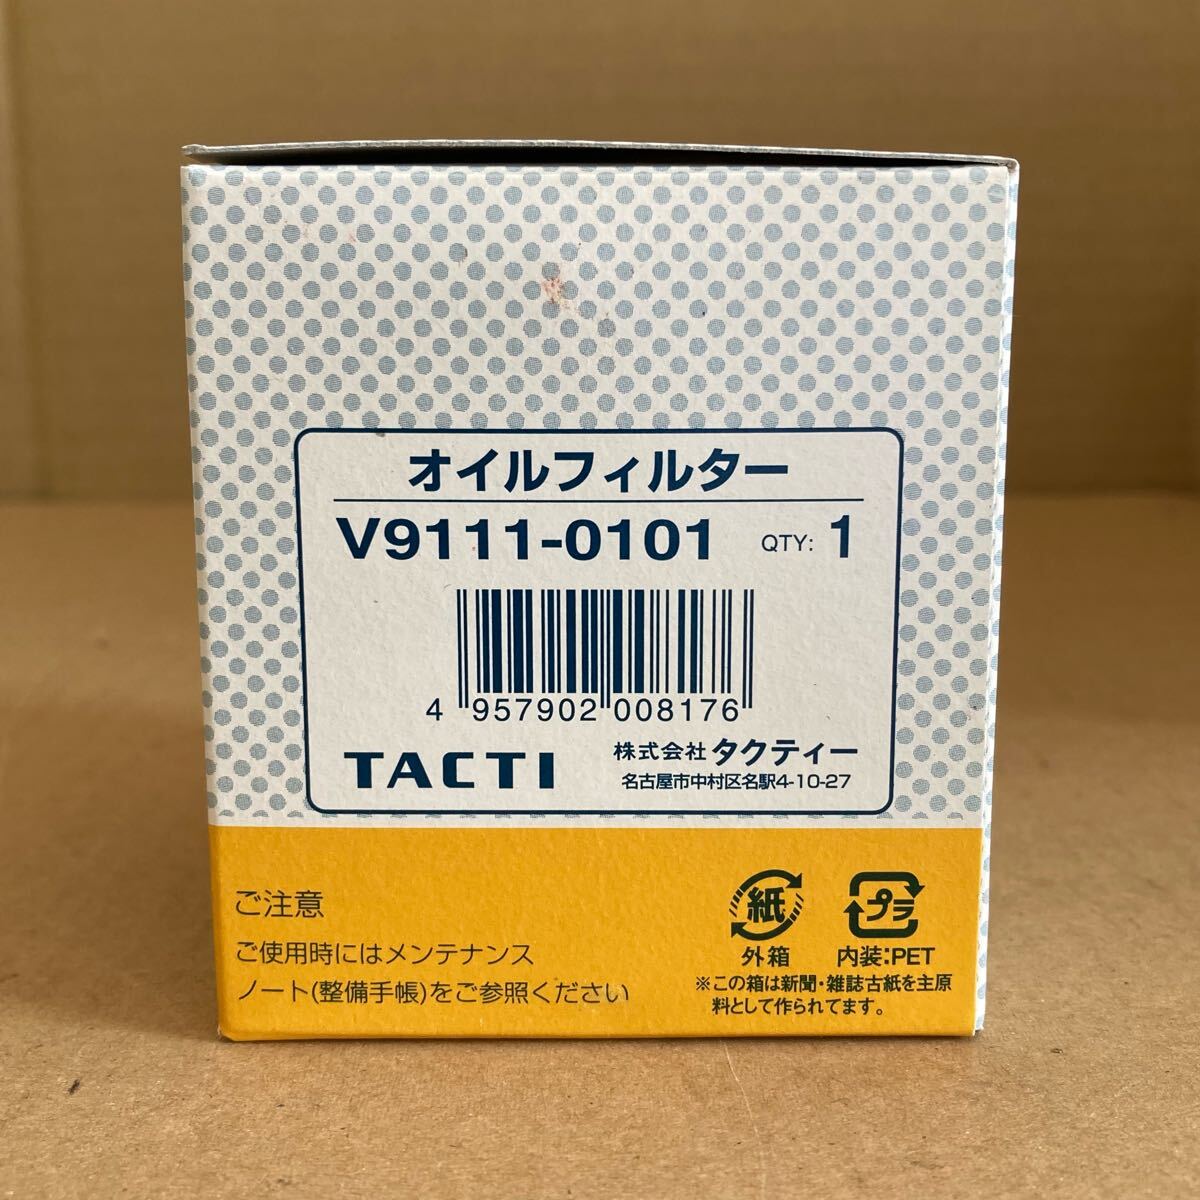 オイルフィルター
V9111-0101 QTY: 1
4 957902 008176
TACTI
株式会社 タクティー
名古屋市中村区名駅4-10-27
ご注意
ご使用時にはメンテナンス
ノート(整備手帳)をご参照ください
紙
外箱
プラ
内装:PET
※この箱は新聞・雑誌古紙を主原
料として作られてます。